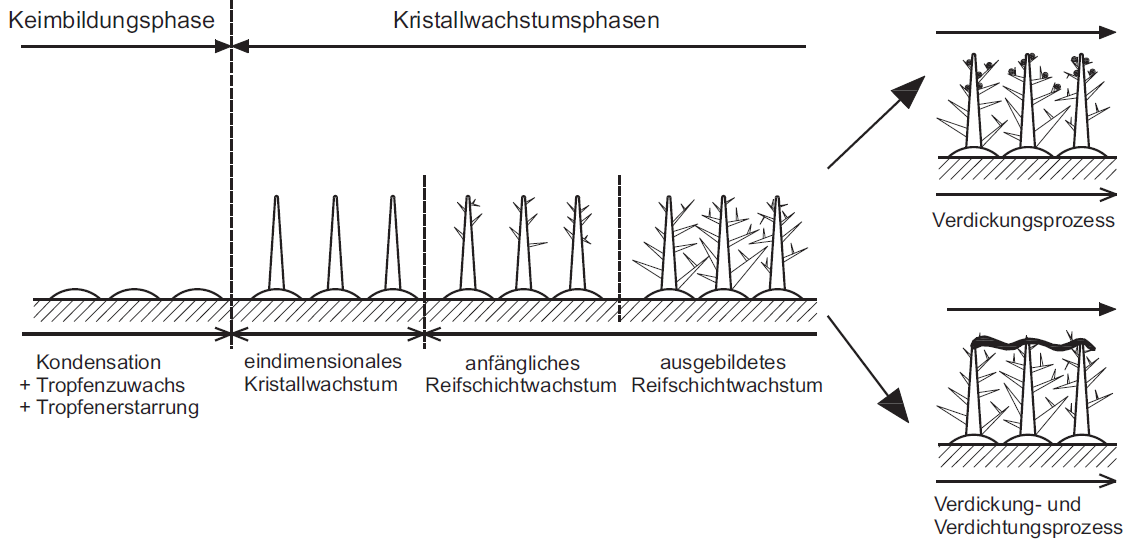 Keimbildungsphase
Kristallwachstumsphasen
Kondensation
+ Tropfenzuwachs
+ Tropfenerstarrung
eindimensionales
Kristallwachstum
anfängliches
Reifschichtwachstum
ausgebildetes
Reifschichtwachstum
Verdickungsprozess
Verdickung- und
Verdichtungsprozess